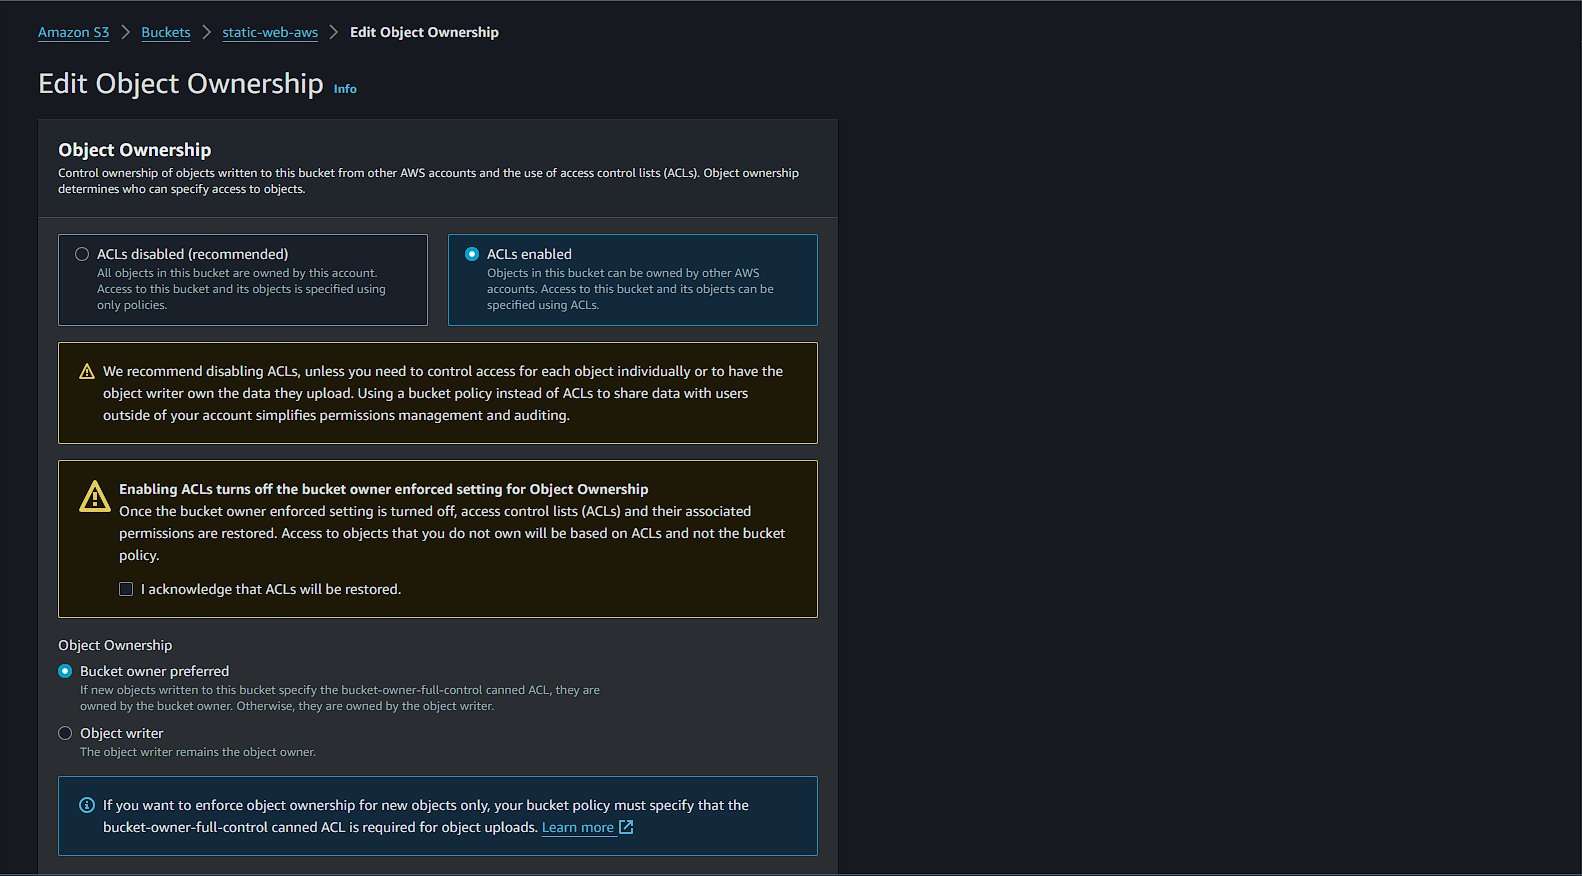 Amazon S3 > Buckets > static-web-aws > Edit Object Ownership
Edit Object Ownership Info
Object Ownership
Control ownership of objects written to this bucket from other AWS accounts and the use of access control lists (ACLs). Object ownership
determines who can specify access to objects.
ACLs disabled (recommended)
All objects in this bucket are owned by this account.
Access to this bucket and its objects is specified using
only policies.
ACLs enabled
Objects in this bucket can be owned by other AWS
accounts. Access to this bucket and its objects can be
specified using ACLs.
We recommend disabling ACLs, unless you need to control access for each object individually or to have the
object writer own the data they upload. Using a bucket policy instead of ACLs to share data with users
outside of your account simplifies permissions management and auditing.
Enabling ACLs turns off the bucket owner enforced setting for Object Ownership
Once the bucket owner enforced setting is turned off, access control lists (ACLs) and their associated
permissions are restored. Access to objects that you do not own will be based on ACLs and not the bucket
policy.
I acknowledge that ACLs will be restored.
Object Ownership
Bucket owner preferred
If new objects written to this bucket specify the bucket-owner-full-control canned ACL, they are
owned by the bucket owner. Otherwise, they are owned by the object writer.
Object writer
The object writer remains the object owner.
If you want to enforce object ownership for new objects only, your bucket policy must specify that the
bucket-owner-full-control canned ACL is required for object uploads. Learn more